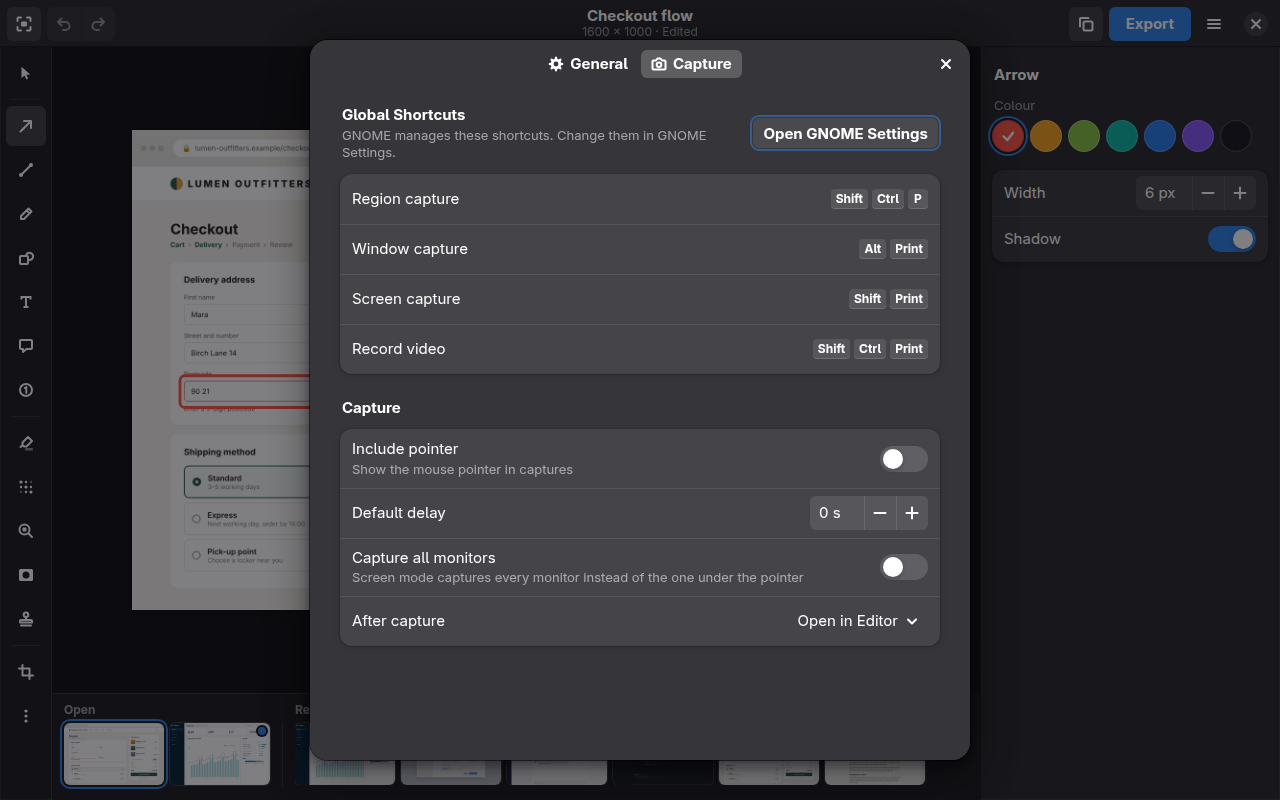 Checkout flow
1600 × 1000 · Edited
Export
General
Capture
Global Shortcuts
GNOME manages these shortcuts. Change them in GNOME
Settings.
Open GNOME Settings
Region capture
Shift Ctrl P
Window capture
Alt Print
Screen capture
Shift Print
Record video
Shift Ctrl Print
Capture
Include pointer
Show the mouse pointer in captures
Default delay
0 s
Capture all monitors
Screen mode captures every monitor instead of the one under the pointer
After capture
Open in Editor
Arrow
Colour
Width
6 px
Shadow
lumen-outfitters.example/checko
LUMEN OUTFITTERS
Checkout
Cart › Delivery › Payment › Review
Delivery address
First name
Mara
Street and number
Birch Lane 14
90 21
Shipping method
Standard
3–5 working days
Express
Next working day, order by 16:00
Pick-up point
Choose a locker near you
Open
Re